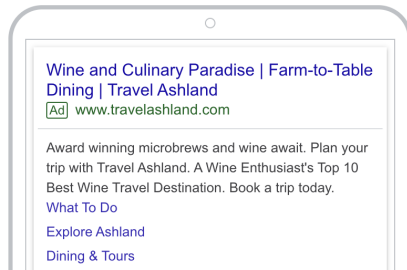 Wine and Culinary Paradise | Farm-to-Table
Dining | Travel Ashland
Ad www.travelashland.com
Award winning microbrews and wine await. Plan your
trip with Travel Ashland. A Wine Enthusiast's Top 10
Best Wine Travel Destination. Book a trip today.
What To Do
Explore Ashland
Dining & Tours